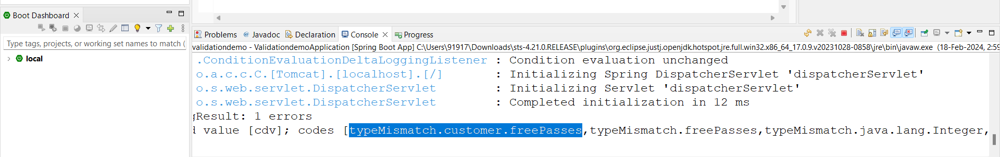 Boot Dashboard
Type tags, projects, or working set names to match (
local
Problems @ Javadoc Declaration Console Progress
validationdemo - ValidationdemoApplication [Spring Boot App] C:\Users\91917\Downloads\sts-4.21.0.RELEASE\plugins\org.eclipse.justj.openjdk.hotspot.jre.full.win32.x86_64_17.0.9.v20231028-0858\jre\bin\javaw.exe (18-Feb-2024, 2:59
.ConditionEvaluationDeltaLoggingListener : Condition evaluation unchanged
o.a.c.c.C.[Tomcat].[localhost].[/] : Initializing Spring DispatcherServlet 'dispatcherServlet'
o.s.web.servlet.DispatcherServlet : Initializing Servlet 'dispatcherServlet'
o.s.web.servlet.DispatcherServlet : Completed initialization in 12 ms
gResult: 1 errors
d value [cdv]; codes [typeMismatch.customer.freePasses,typeMismatch.freePasses,typeMismatch.java.lang.Integer,